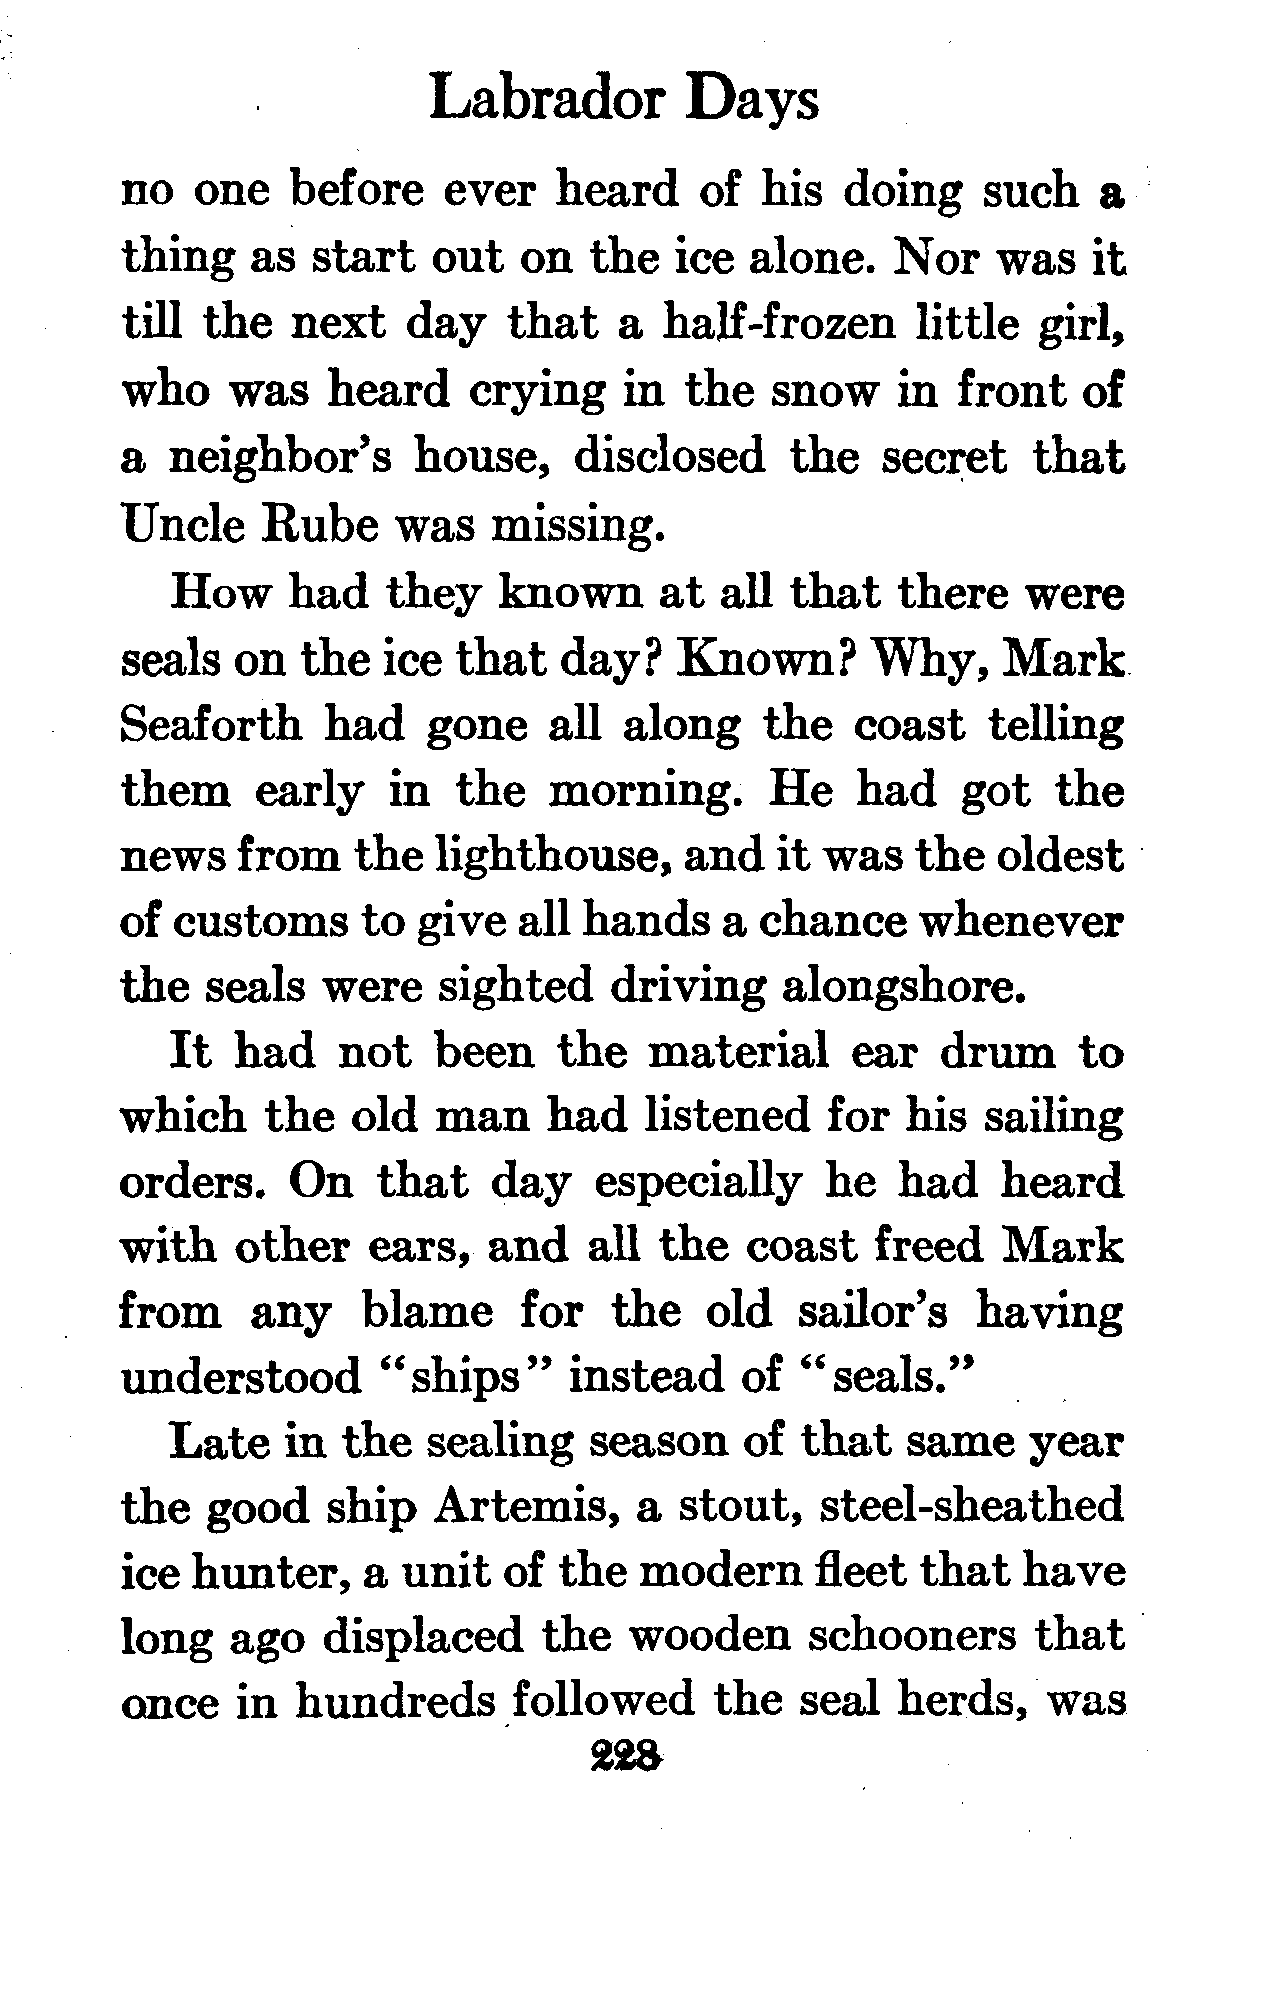 Labrador Days
no one before ever heard of his doing such a
thing as start out on the ice alone. Nor was it
till the next day that a half-frozen little girl,
who was heard crying in the snow in front of
a neighbor's house, disclosed the secret that
Uncle Rube was missing.
How had they known at all that there were
seals on the ice that day? Known? Why, Mark
Seaforth had gone all along the coast telling
them early in the morning. He had got the
news from the lighthouse, and it was the oldest
of customs to give all hands a chance whenever
the seals were sighted driving alongshore.
It had not been the material ear drum to
which the old man had listened for his sailing
orders. On that day especially he had heard
with other ears, and all the coast freed Mark
from any blame for the old sailor's having
understood “ships” instead of “seals.”
Late in the sealing season of that same year
the good ship Artemis, a stout, steel-sheathed
ice hunter, a unit of the modern fleet that have
long ago displaced the wooden schooners that
once in hundreds followed the seal herds, was
228